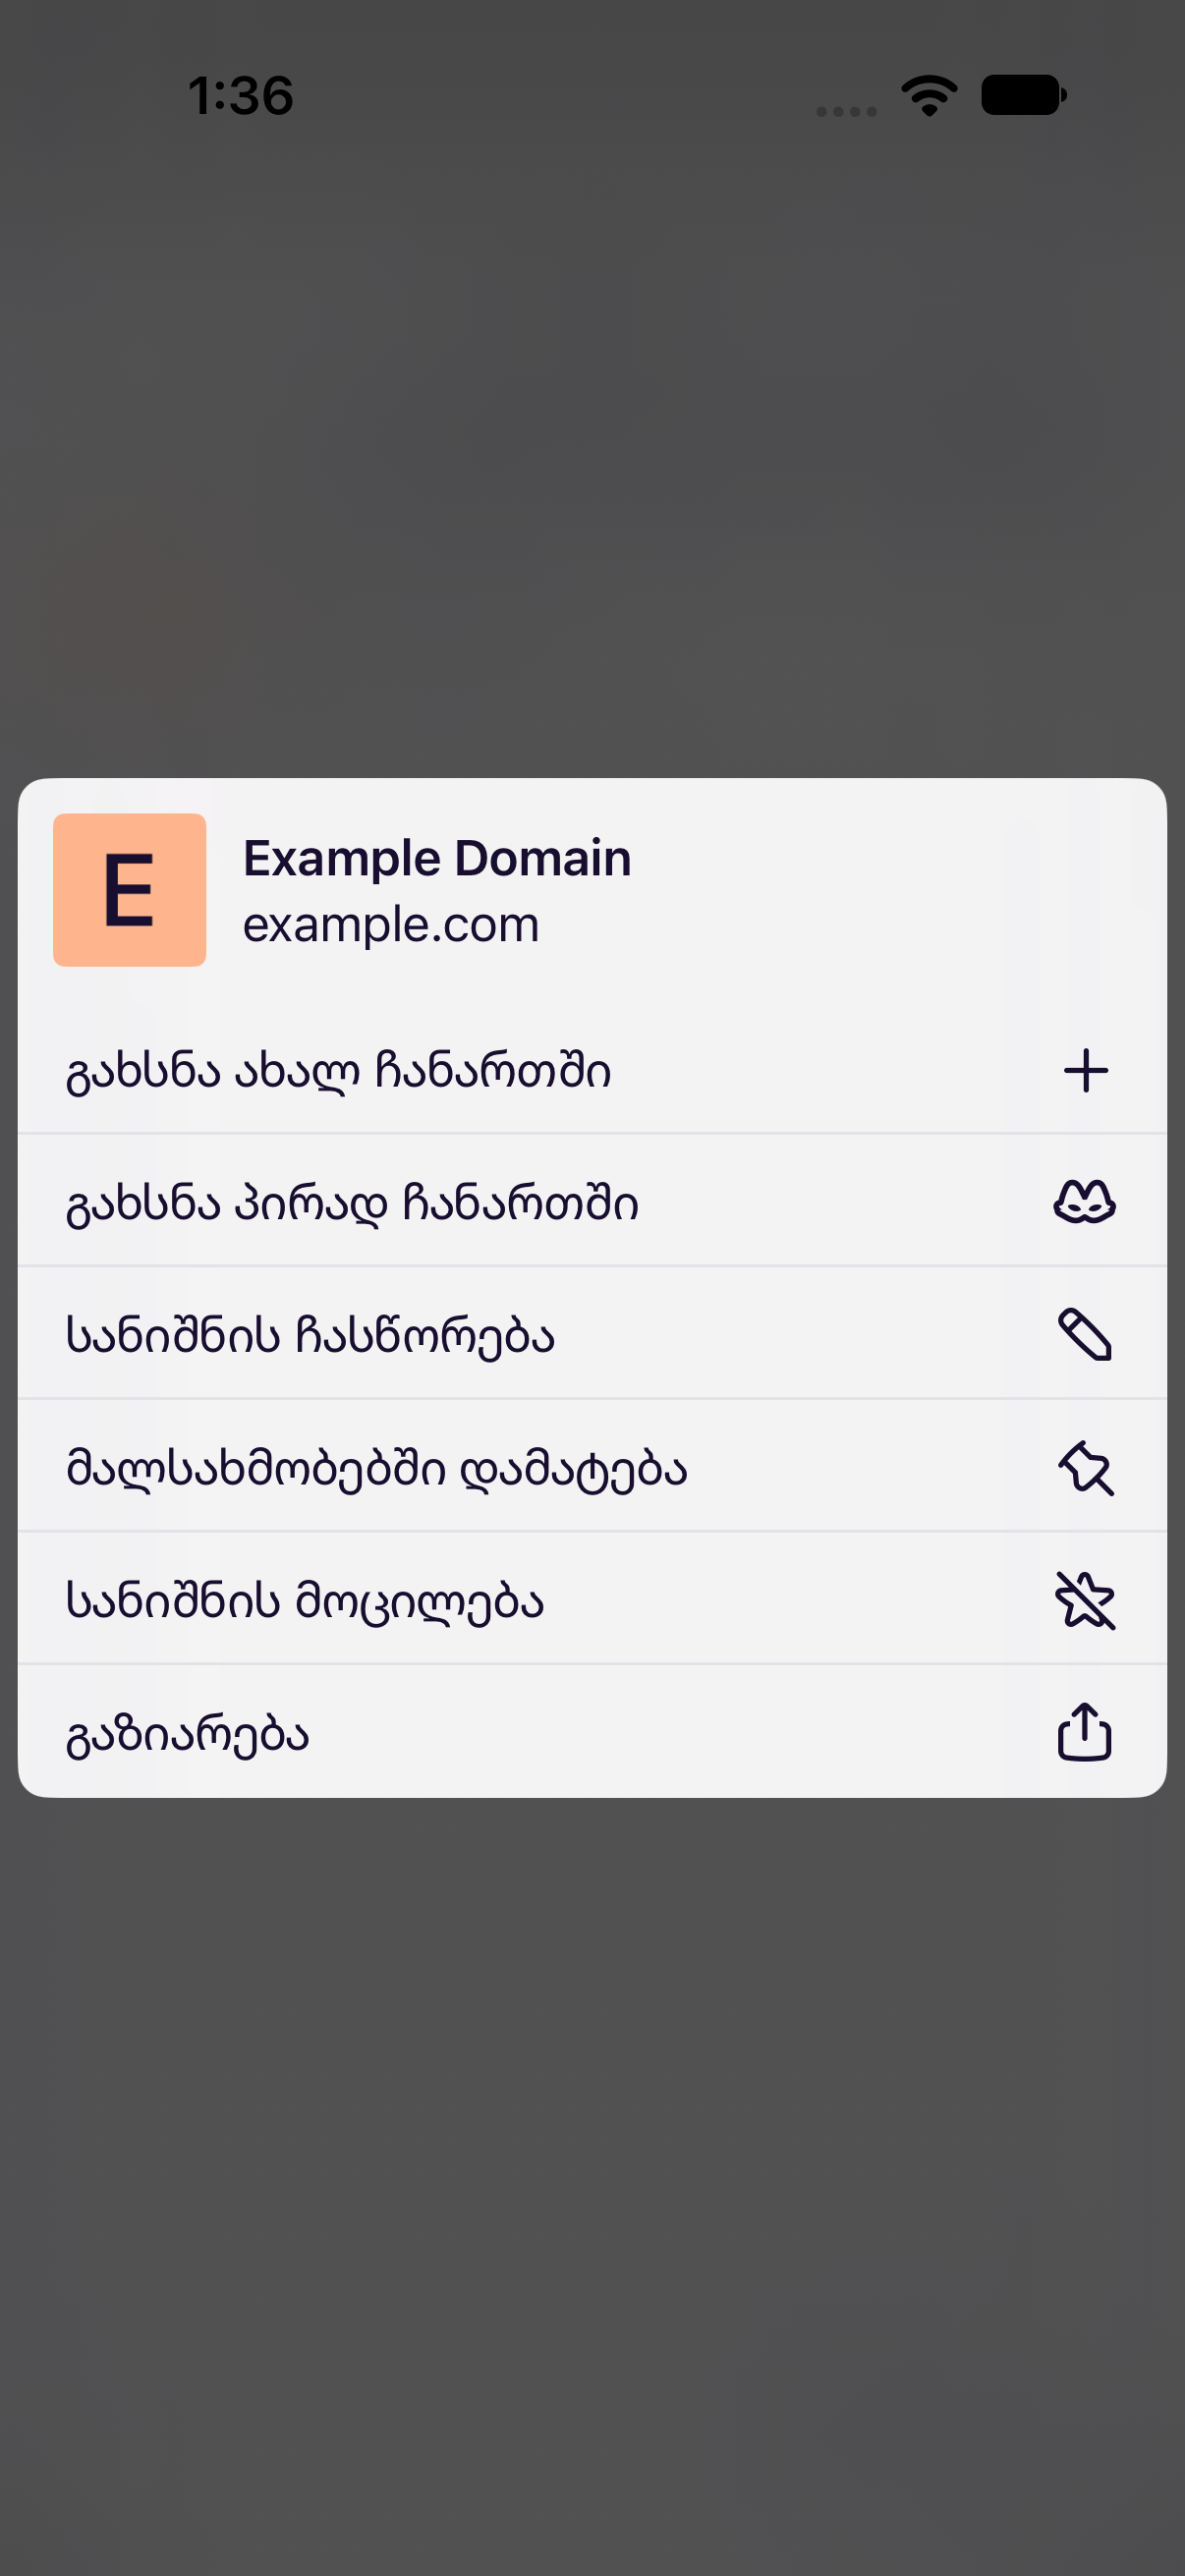 1:36
E
Example Domain
example.com
გახსნა ახალ ჩანართში
გახსნა პირად ჩანართში
სანიშნის ჩასწორება
მალსახმობებში დამატება
სანიშნის მოცილება
გაზიარება